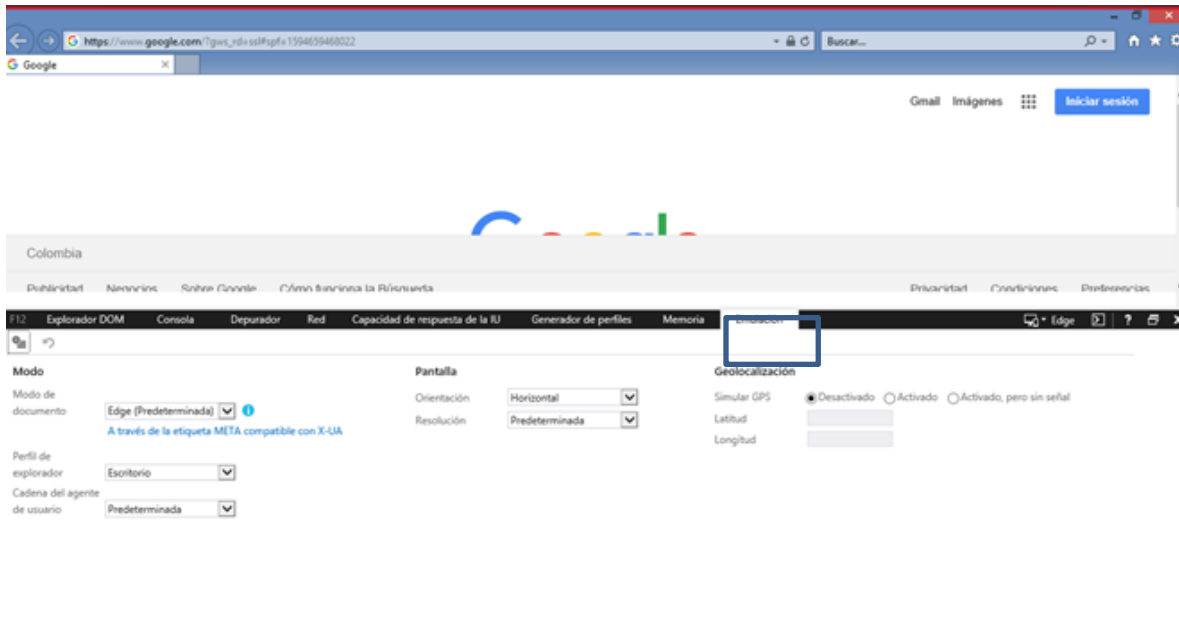 https://www.google.com/?gws_rd=ssl#spf=1594659468022
Buscar...
Google
Gmail Imágenes Iniciar sesión
Google
Colombia
Publicidad Negocios Sobre Google Cómo funciona la Búsqueda Privacidad Condiciones Preferencias
F12 Explorador DOM Consola Depurador Red Capacidad de respuesta de la IU Generador de perfiles Memoria Emulación Edge ?
Modo Pantalla Geolocalización
Modo de documento Edge (Predeterminada)
A través de la etiqueta META compatible con X-UA
Orientación Horizontal
Resolución Predeterminada
Simular GPS Desactivado Activado Activado, pero sin señal
Latitud
Longitud
Perfil de explorador Escritorio
Cadena del agente de usuario Predeterminada